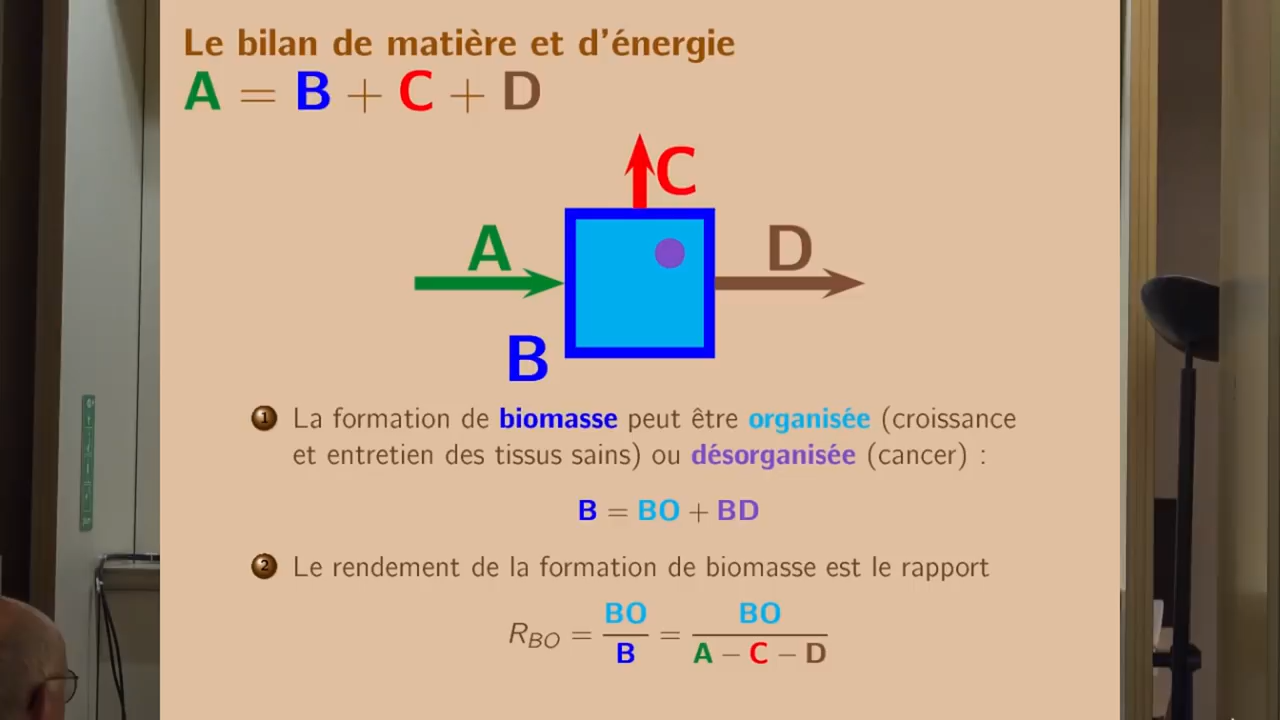 Le bilan de matière et d'énergie
A = B + C + D
C
A
D
B
1 La formation de biomasse peut être organisée (croissance
et entretien des tissus sains) ou désorganisée (cancer) :
B = BO + BD
2 Le rendement de la formation de biomasse est le rapport
R_BO = BO/B = BO/(A − C − D)